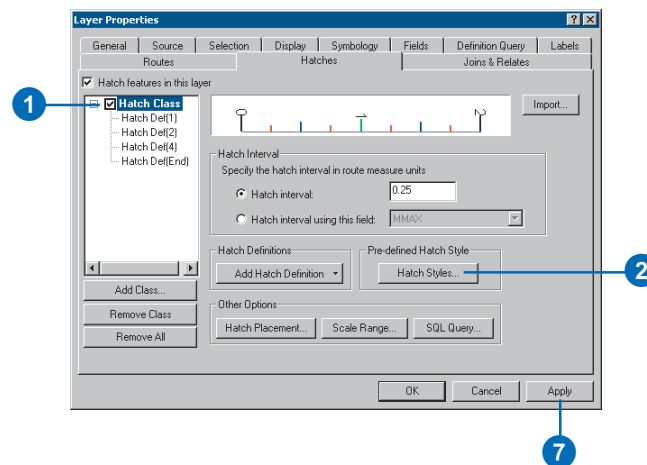 Layer Properties
General Source Selection Display Symbology Fields Definition Query Labels
Routes Hatches Joins & Relates
Hatch features in this layer
1
Hatch Class
Hatch Def(1)
Hatch Def(2)
Hatch Def(4)
Hatch Def(End)
0 1 2
Import...
Hatch Interval
Specify the hatch interval in route measure units
Hatch interval: 0.25
Hatch interval using this field: MMAX
Hatch Definitions
Add Hatch Definition
Pre-defined Hatch Style
Hatch Styles...
2
Add Class...
Remove Class
Remove All
Other Options
Hatch Placement... Scale Range... SQL Query...
OK Cancel Apply
7